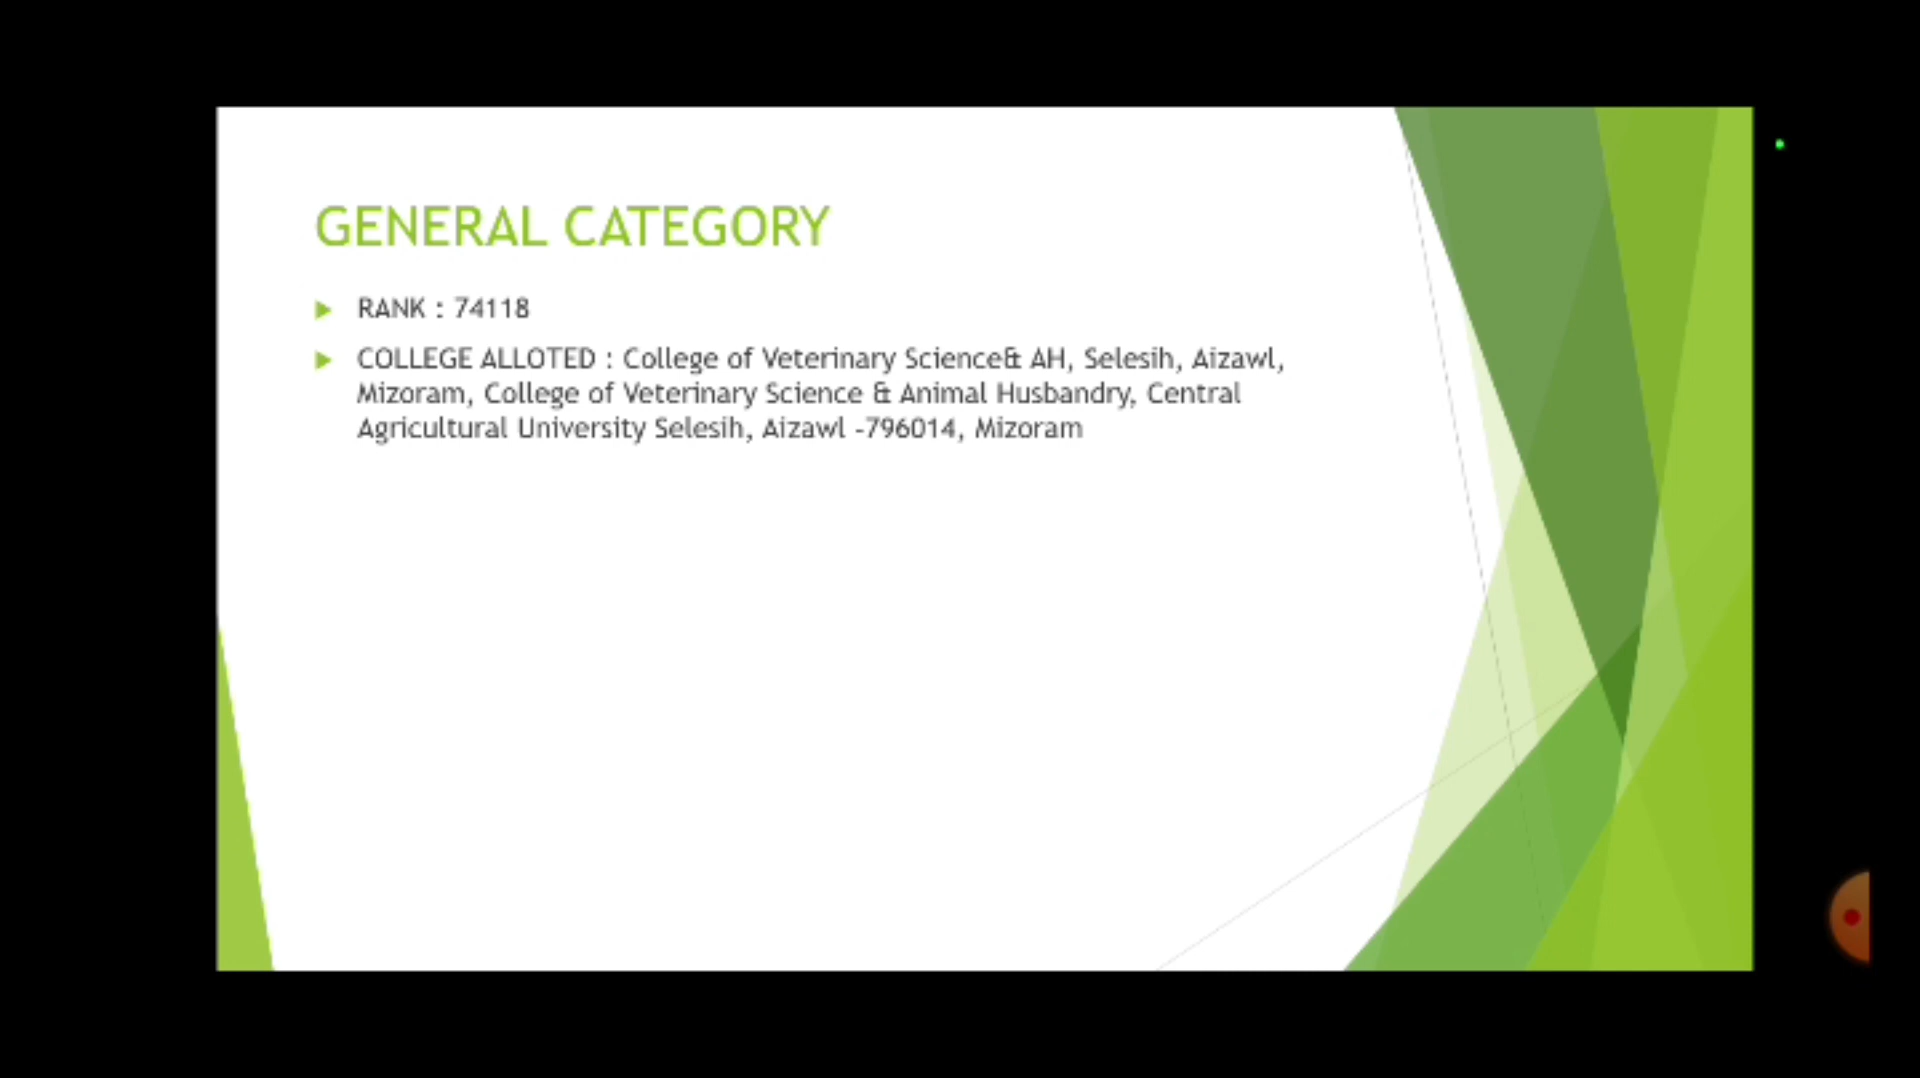 GENERAL CATEGORY
RANK : 74118
COLLEGE ALLOTED : College of Veterinary Science& AH, Selesih, Aizawl,
Mizoram, College of Veterinary Science & Animal Husbandry, Central
Agricultural University Selesih, Aizawl -796014, Mizoram